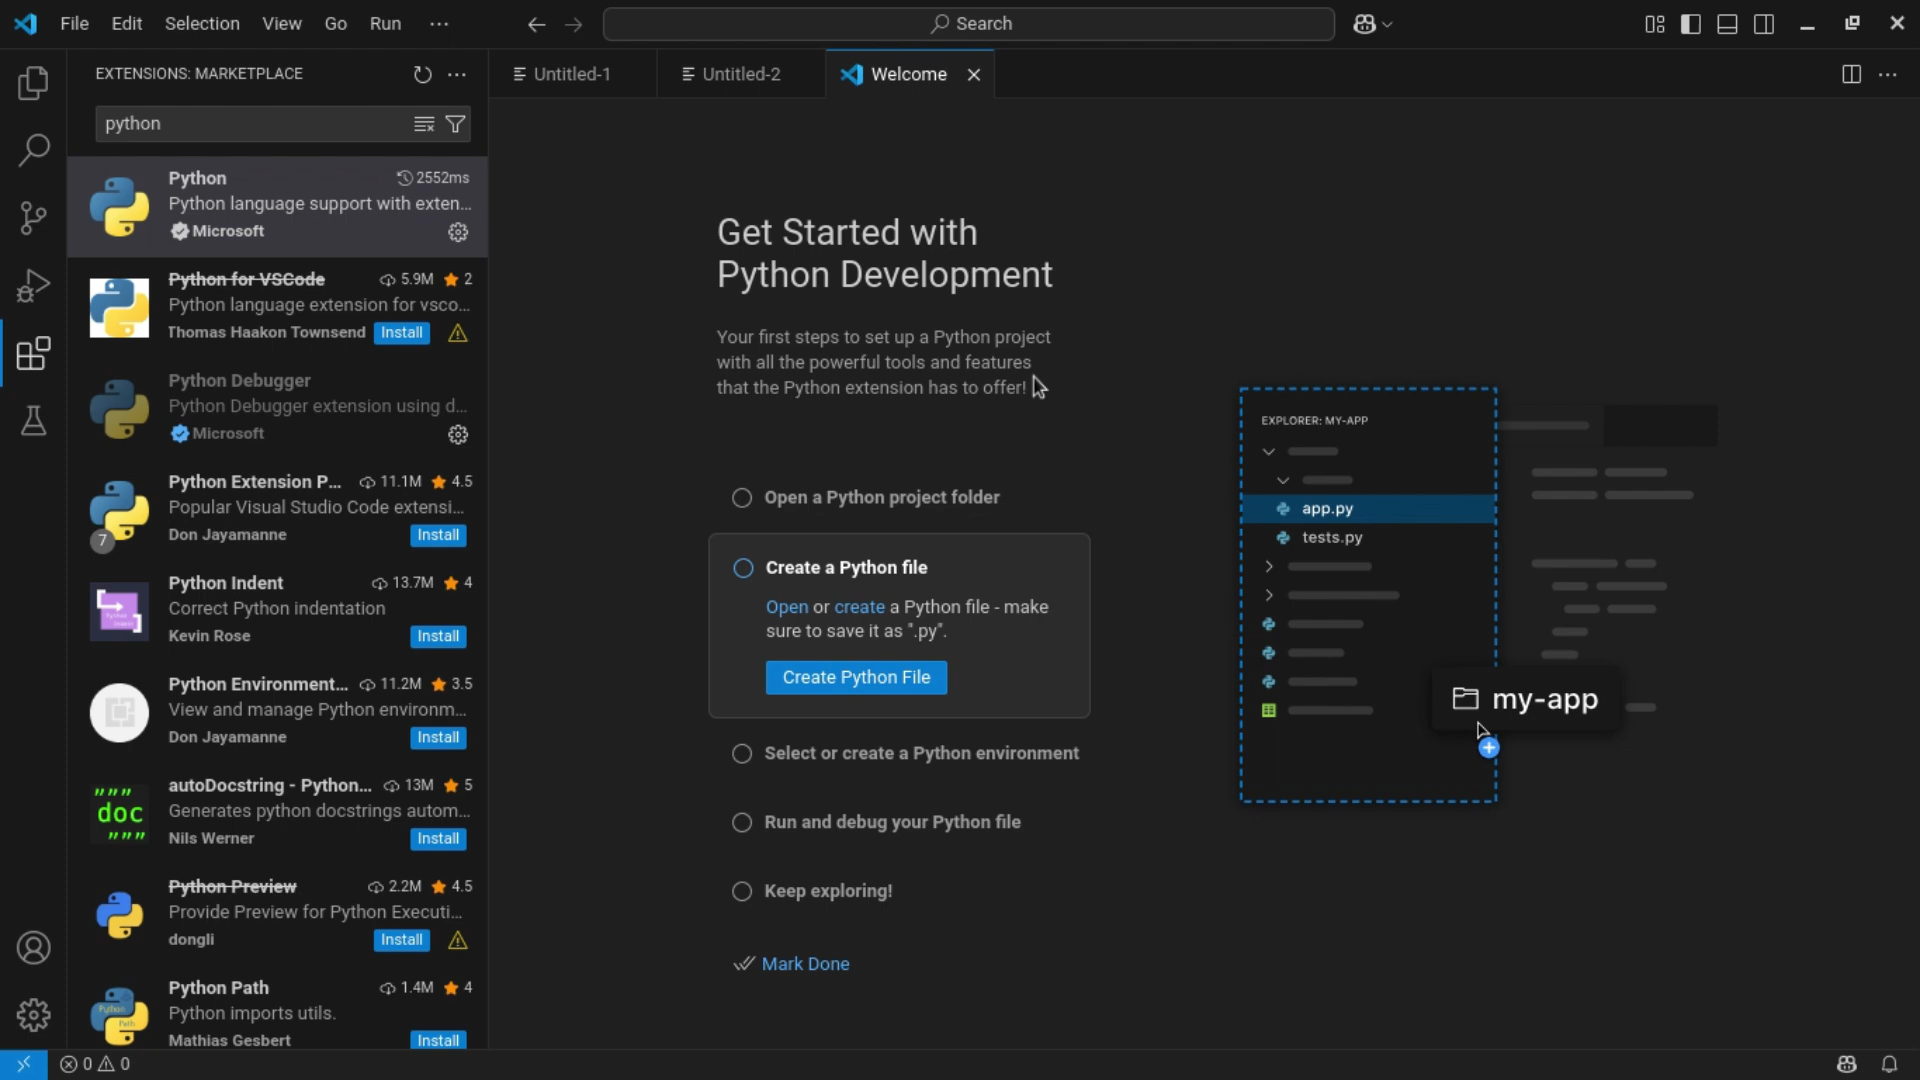 File Edit Selection View Go Run ···
Search
EXTENSIONS: MARKETPLACE
python
Python 2552ms
Python language support with exten...
Microsoft
Python for VSCode 5.9M 2
Python language extension for vsco...
Thomas Haakon Townsend Install
Python Debugger
Python Debugger extension using d...
Microsoft
Python Extension P... 11.1M 4.5
Popular Visual Studio Code extensi...
7
Don Jayamanne Install
Python Indent 13.7M 4
Correct Python indentation
Kevin Rose Install
Python Environment... 11.2M 3.5
View and manage Python environm...
Don Jayamanne Install
autoDocstring - Python... 13M 5
Generates python docstrings autom...
""" doc """
Nils Werner Install
Python Preview 2.2M 4.5
Provide Preview for Python Executi...
dongli Install
Python Path 1.4M 4
Python imports utils.
Python Path
Mathias Gesbert Install
Untitled-1 Untitled-2 Welcome
Get Started with
Python Development
Your first steps to set up a Python project
with all the powerful tools and features
that the Python extension has to offer!
Open a Python project folder
Create a Python file
Open or create a Python file - make
sure to save it as ".py".
Create Python File
Select or create a Python environment
Run and debug your Python file
Keep exploring!
Mark Done
EXPLORER: MY-APP
app.py
tests.py
my-app
0 0